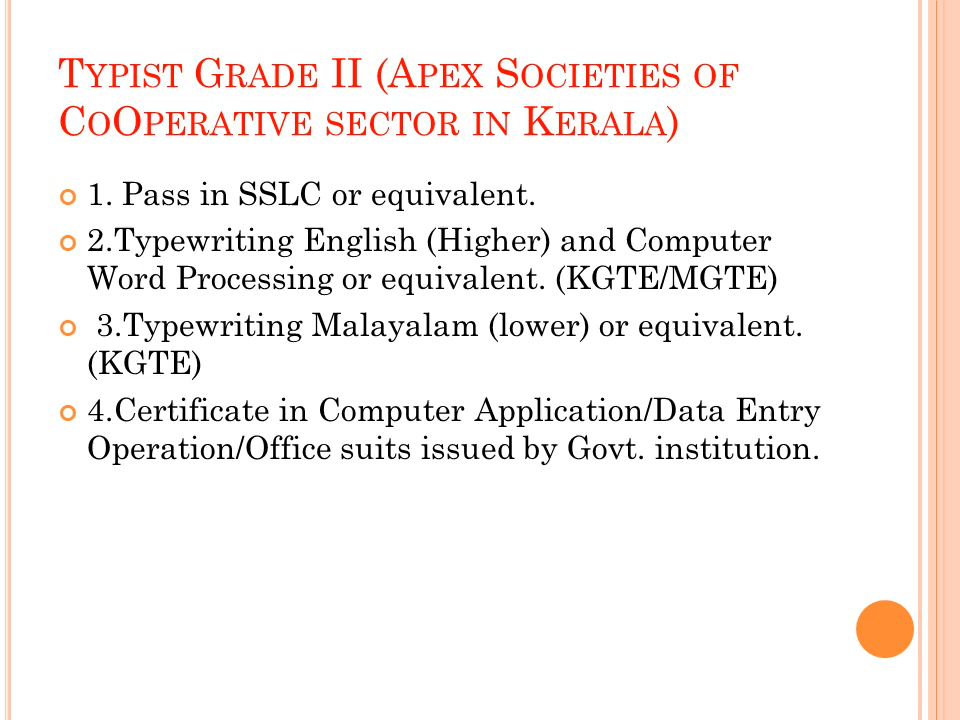 Typist Grade II (Apex Societies of
CoOperative sector in Kerala)
1. Pass in SSLC or equivalent.
2.Typewriting English (Higher) and Computer
Word Processing or equivalent. (KGTE/MGTE)
3.Typewriting Malayalam (lower) or equivalent.
(KGTE)
4.Certificate in Computer Application/Data Entry
Operation/Office suits issued by Govt. institution.